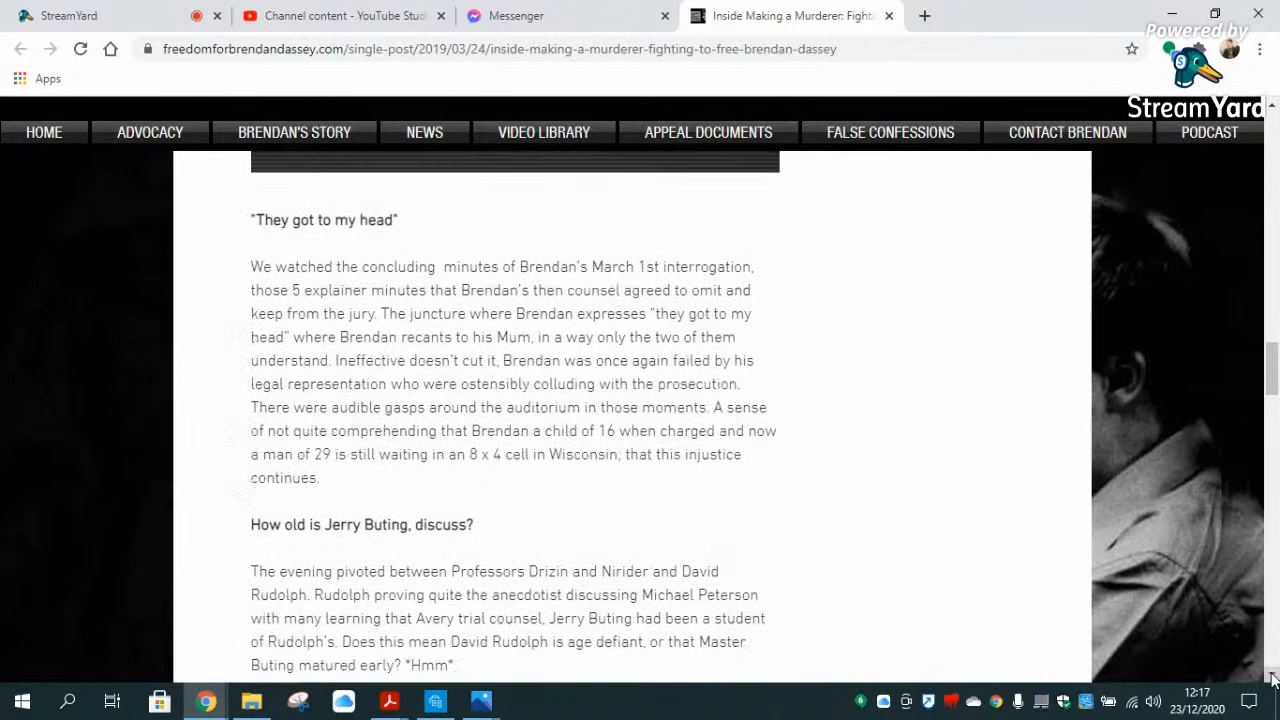 StreamYard
Channel content - YouTube Studi
Messenger
Inside Making a Murderer: Fighti
freedomforbrendandassey.com/single-post/2019/03/24/inside-making-a-murderer-fighting-to-free-brendan-dassey
Powered by
Apps
StreamYard
HOME
ADVOCACY
BRENDAN'S STORY
NEWS
VIDEO LIBRARY
APPEAL DOCUMENTS
FALSE CONFESSIONS
CONTACT BRENDAN
PODCAST
"They got to my head"
We watched the concluding minutes of Brendan's March 1st interrogation,
those 5 explainer minutes that Brendan's then counsel agreed to omit and
keep from the jury. The juncture where Brendan expresses "they got to my
head" where Brendan recants to his Mum, in a way only the two of them
understand. Ineffective doesn't cut it, Brendan was once again failed by his
legal representation who were ostensibly colluding with the prosecution.
There were audible gasps around the auditorium in those moments. A sense
of not quite comprehending that Brendan a child of 16 when charged and now
a man of 29 is still waiting in an 8 x 4 cell in Wisconsin; that this injustice
continues.
How old is Jerry Buting, discuss?
The evening pivoted between Professors Drizin and Nirider and David
Rudolph. Rudolph proving quite the anecdotist discussing Michael Peterson
with many learning that Avery trial counsel, Jerry Buting had been a student
of Rudolph's. Does this mean David Rudolph is age defiant, or that Master
Buting matured early? *Hmm*
12:17
23/12/2020